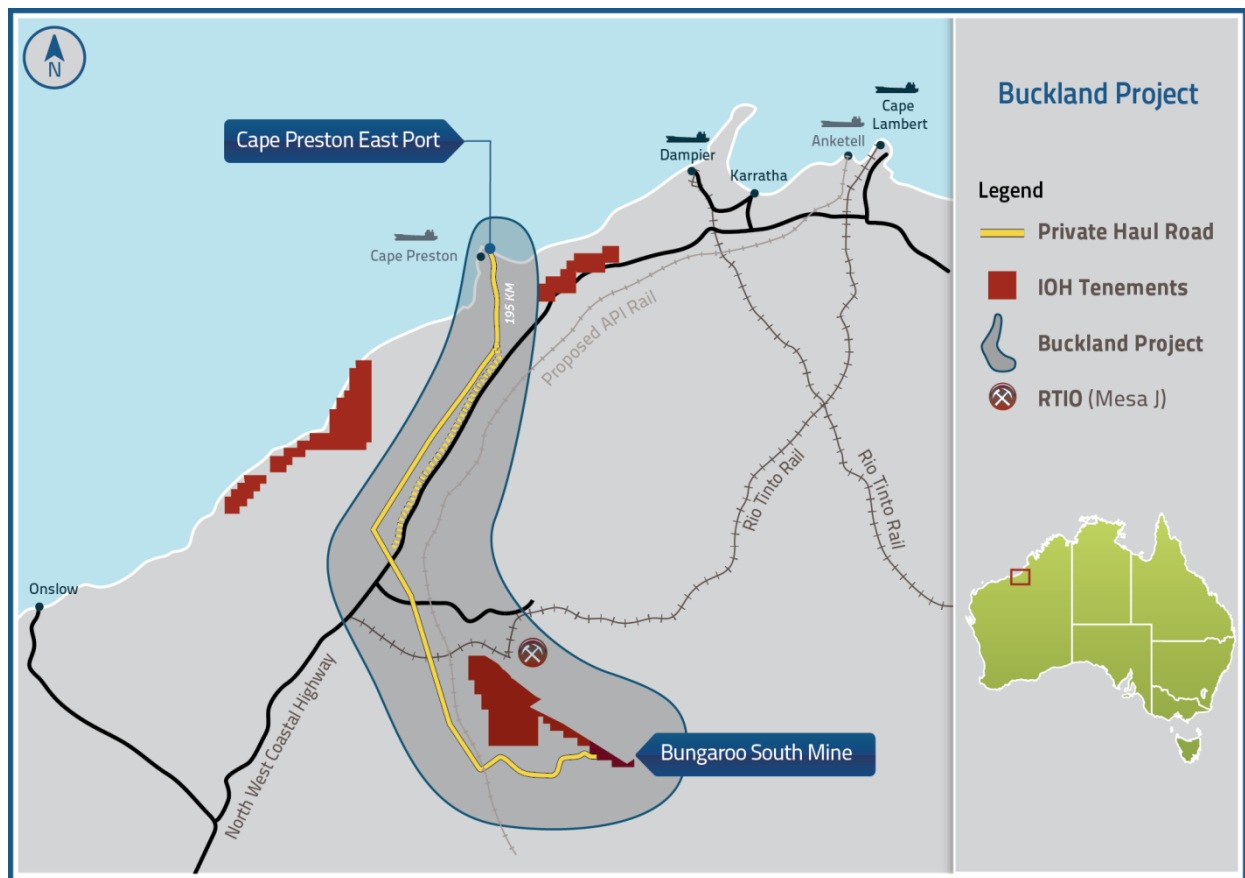 N
Cape Preston East Port
Cape Preston
Dampier
Karratha
Anketell
Cape
Lambert
195 KM
Proposed API Rail
Rio Tinto Rail
Rio Tinto Rail
Onslow
North West Coastal Highway
Bungaroo South Mine
Buckland Project
Legend
Private Haul Road
IOH Tenements
Buckland Project
RTIO (Mesa J)